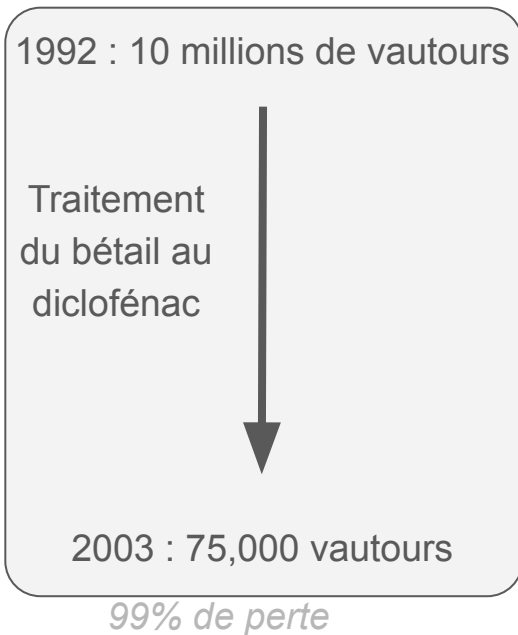 1992 : 10 millions de vautours
Traitement
du bétail au
diclofénac
2003 : 75,000 vautours
99% de perte